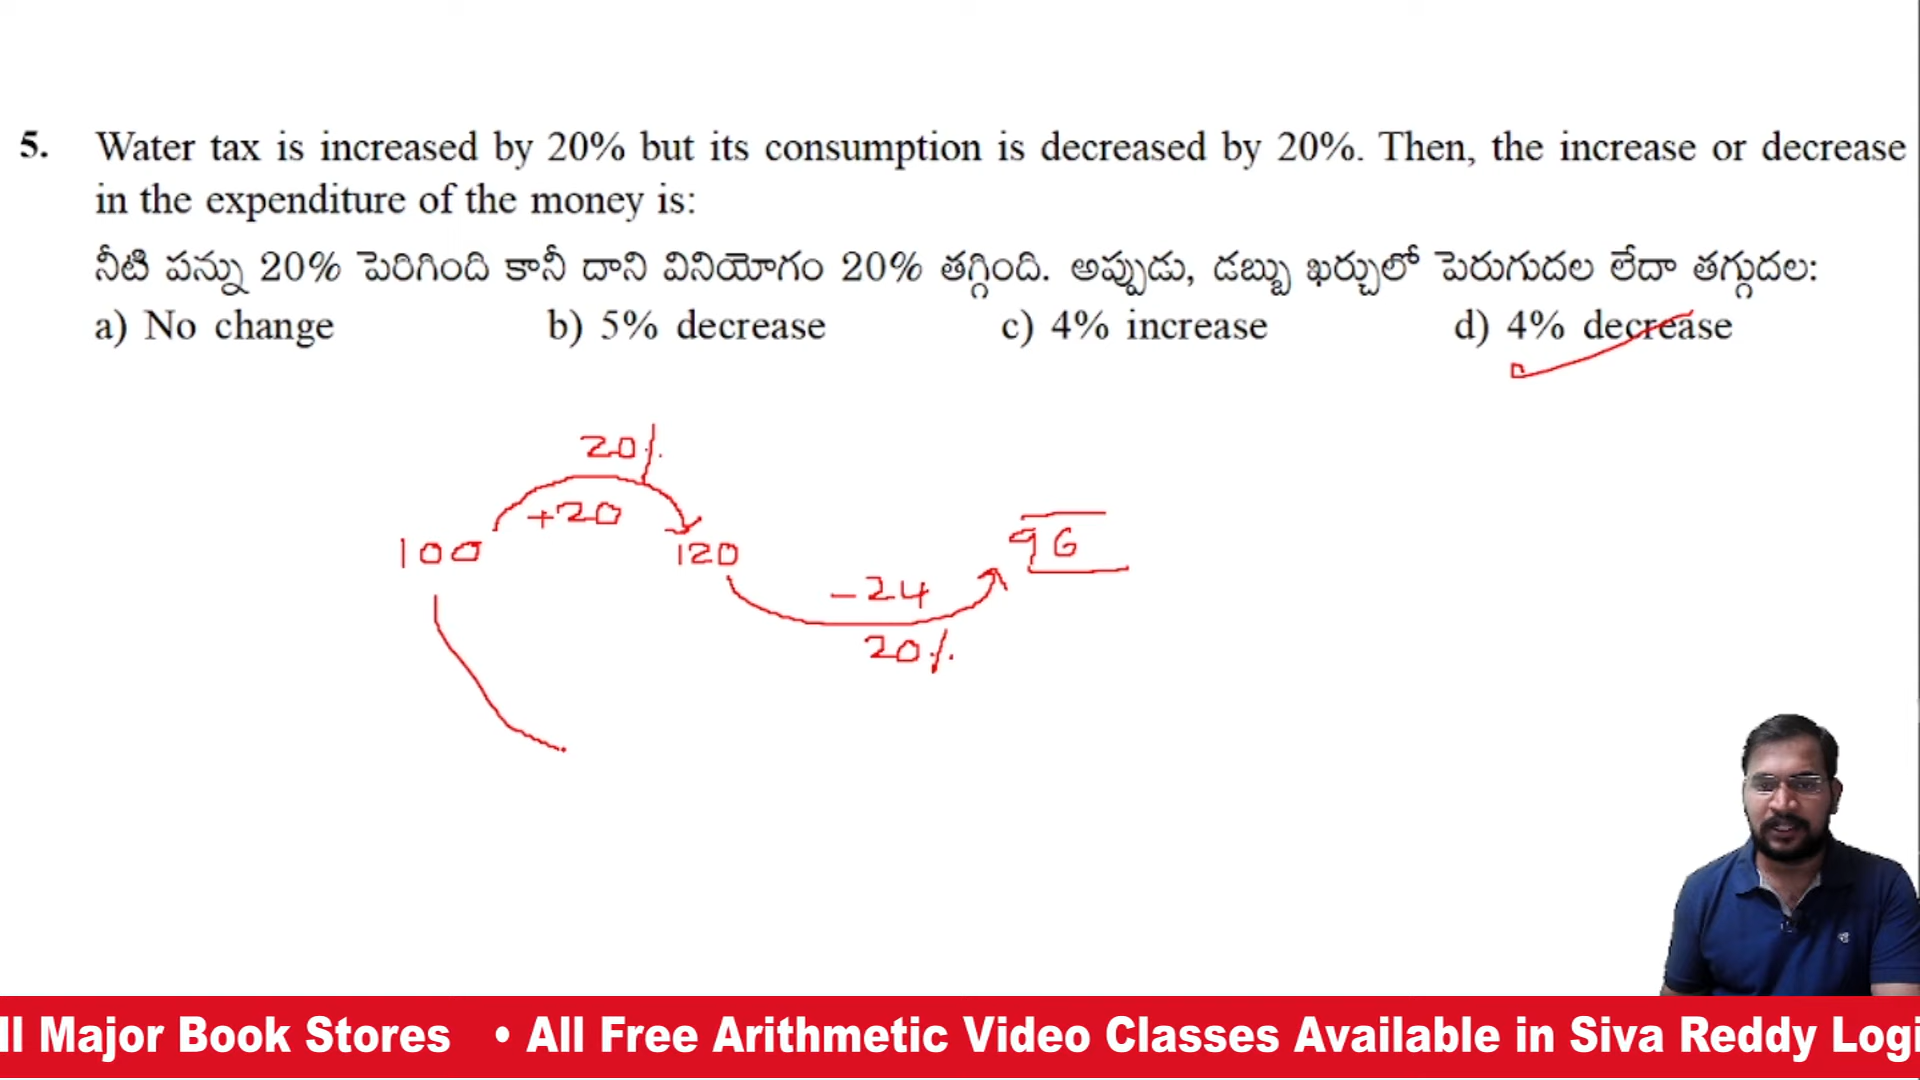 5. Water tax is increased by 20% but its consumption is decreased by 20%. Then, the increase or decrease
in the expenditure of the money is:
నీటి పన్ను 20% పెరిగింది కానీ దాని వినియోగం 20% తగ్గింది. అప్పుడు, డబ్బు ఖర్చులో పెరుగుదల లేదా తగ్గుదల:
a) No change b) 5% decrease c) 4% increase d) 4% decrease
20%
+20
100 120 96
-24
20%
ll Major Book Stores • All Free Arithmetic Video Classes Available in Siva Reddy Logi